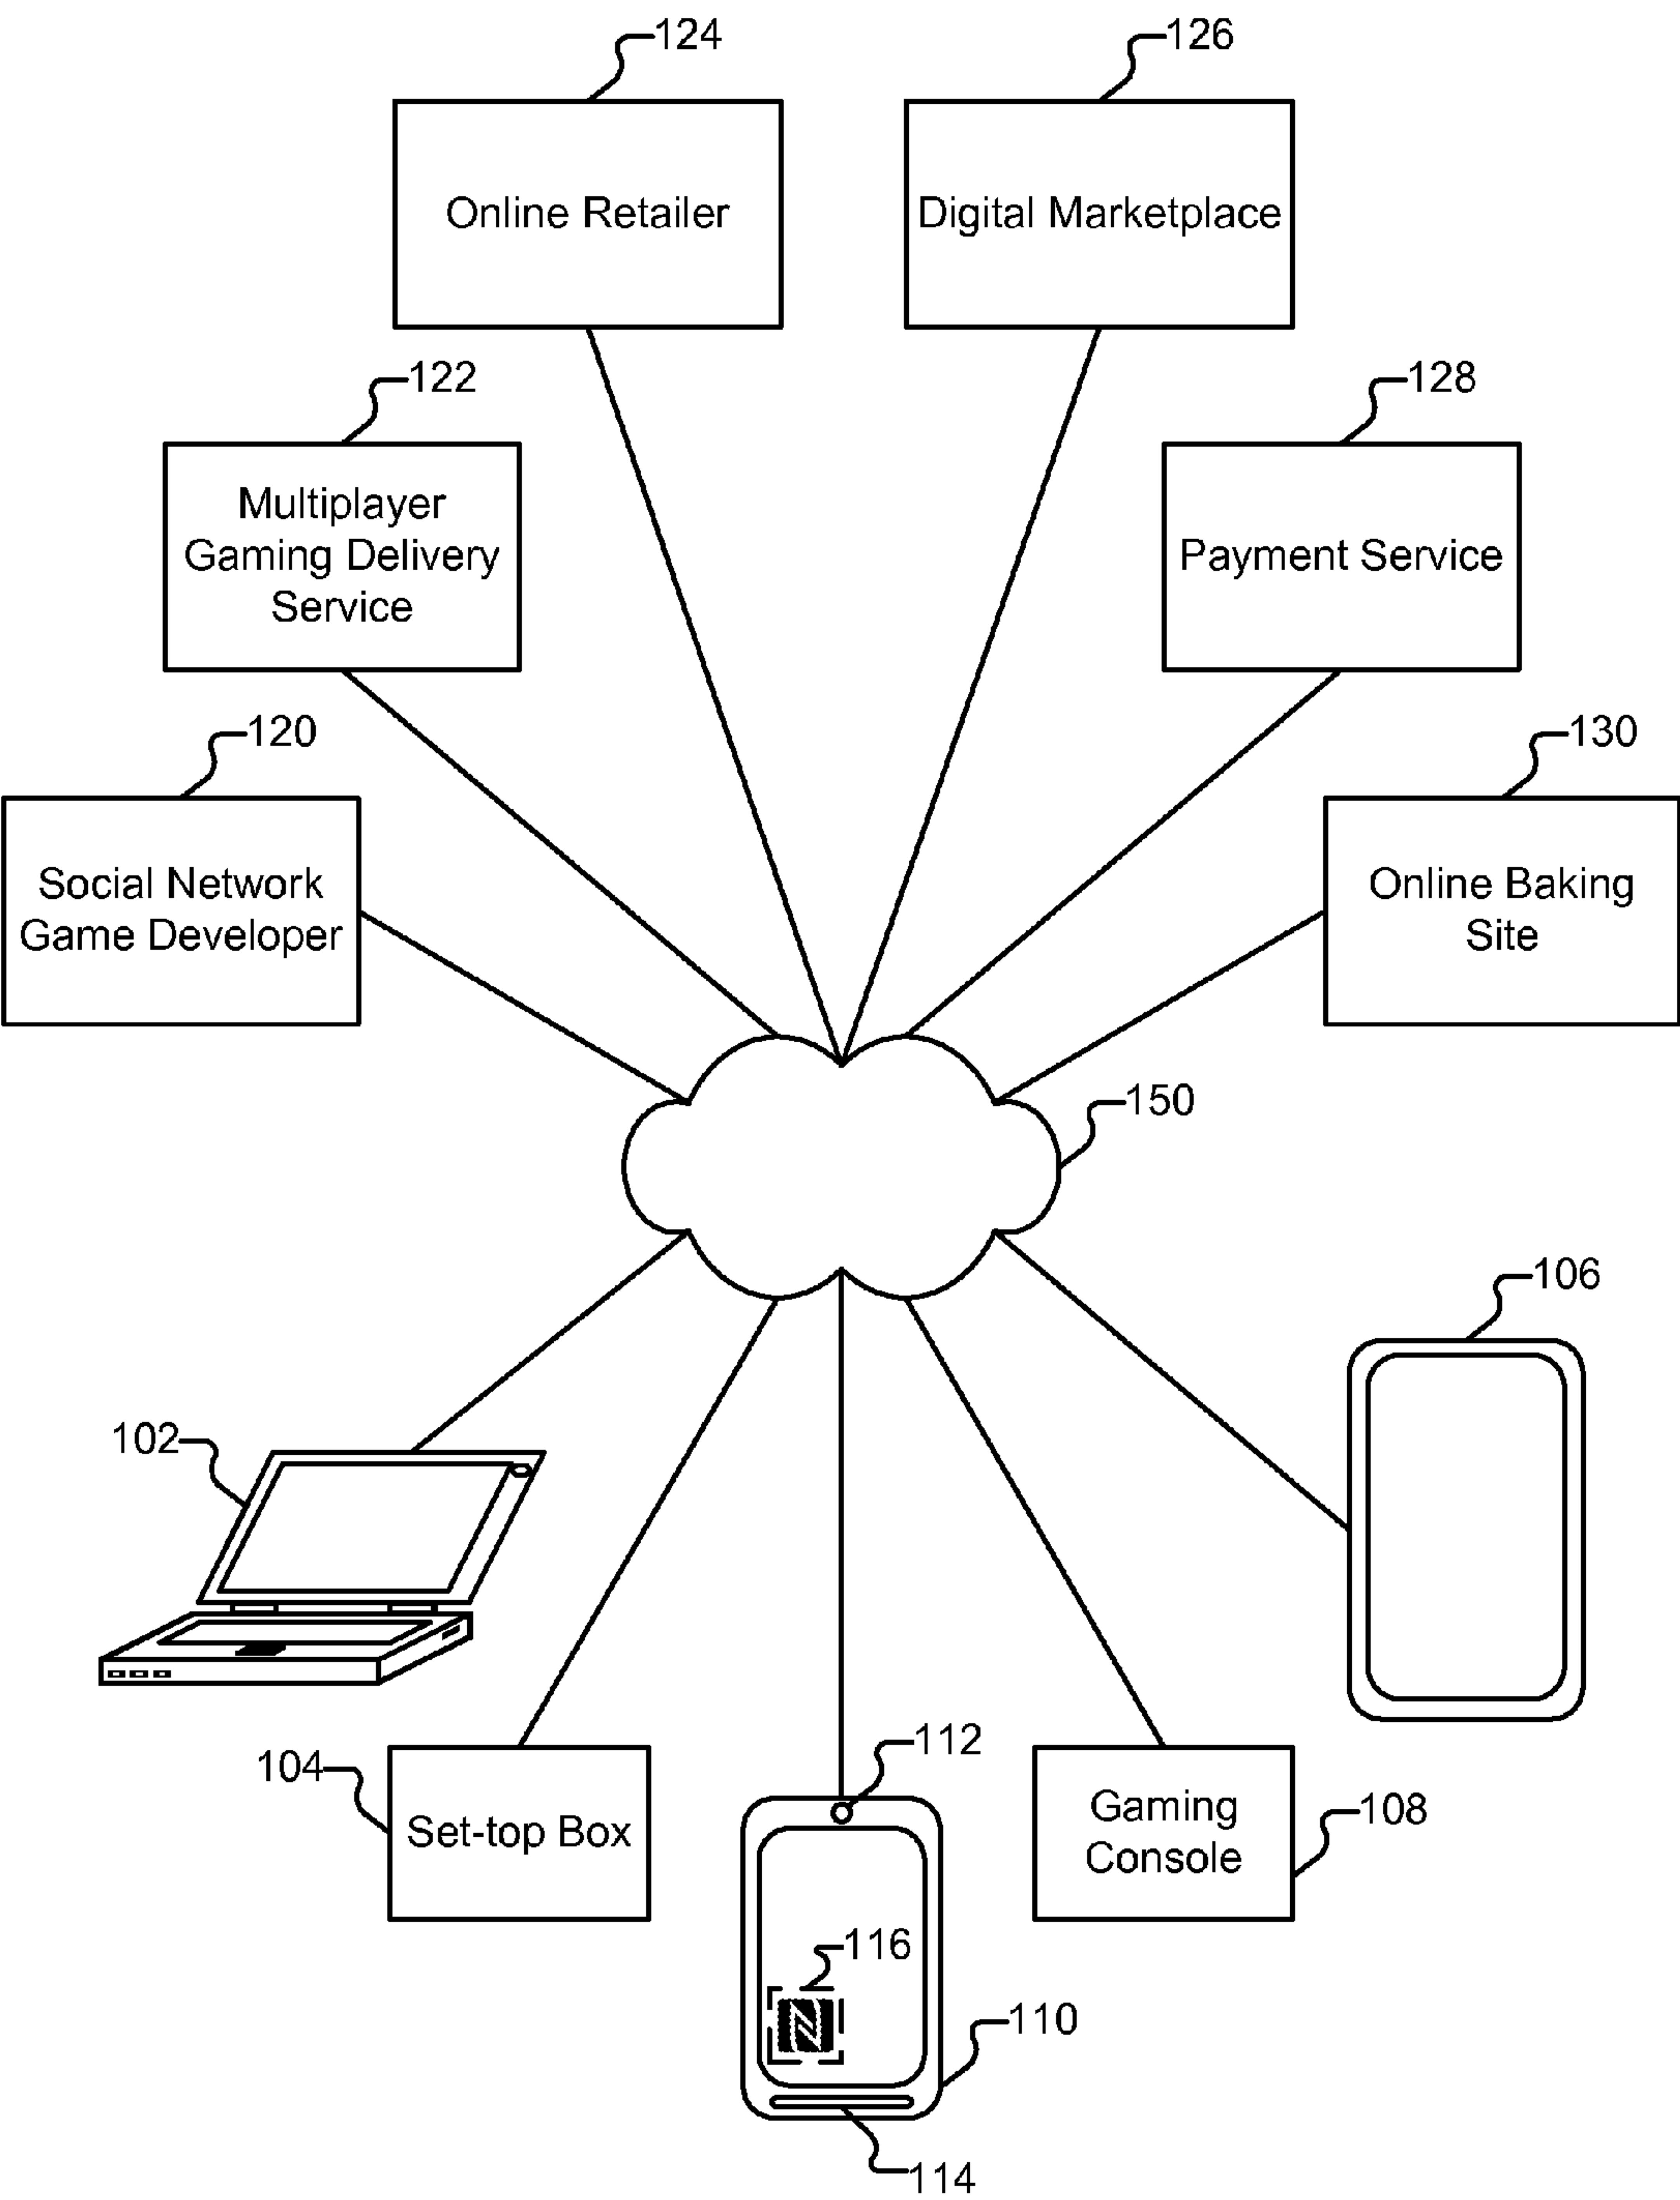 124
126
Online Retailer
Digital Marketplace
122
128
Multiplayer
Gaming Delivery
Service
Payment Service
120
130
Social Network
Game Developer
Online Baking
Site
150
106
102
112
104
Set-top Box
Gaming
Console
108
116
N
110
114